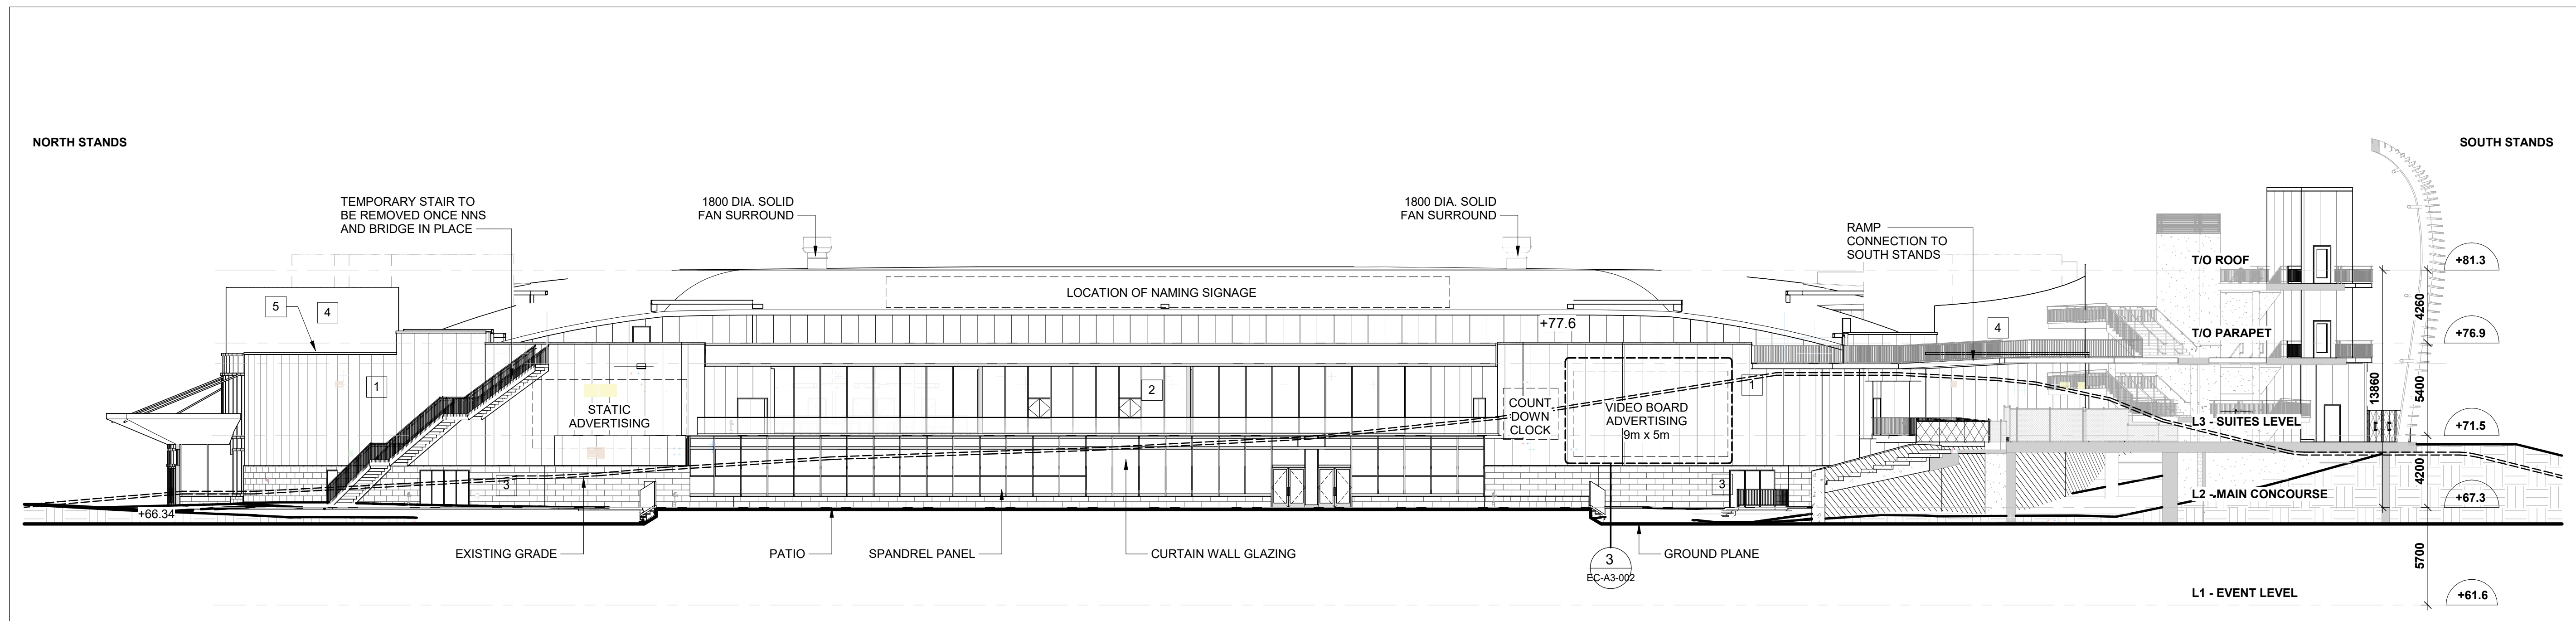 NORTH STANDS
SOUTH STANDS
TEMPORARY STAIR TO
BE REMOVED ONCE NNS
AND BRIDGE IN PLACE
1800 DIA. SOLID
FAN SURROUND
1800 DIA. SOLID
FAN SURROUND
RAMP
CONNECTION TO
SOUTH STANDS
T/O ROOF
+81.3
LOCATION OF NAMING SIGNAGE
5
4
4260
+77.6
4
T/O PARAPET
+76.9
1
2
1
13860
5400
STATIC
ADVERTISING
COUNT
DOWN
CLOCK
VIDEO BOARD
ADVERTISING
9m x 5m
L3 - SUITES LEVEL
+71.5
3
3
4200
L2 - MAIN CONCOURSE
+67.3
+66.34
EXISTING GRADE
PATIO
SPANDREL PANEL
CURTAIN WALL GLAZING
3
EC-A3-002
GROUND PLANE
5700
L1 - EVENT LEVEL
+61.6